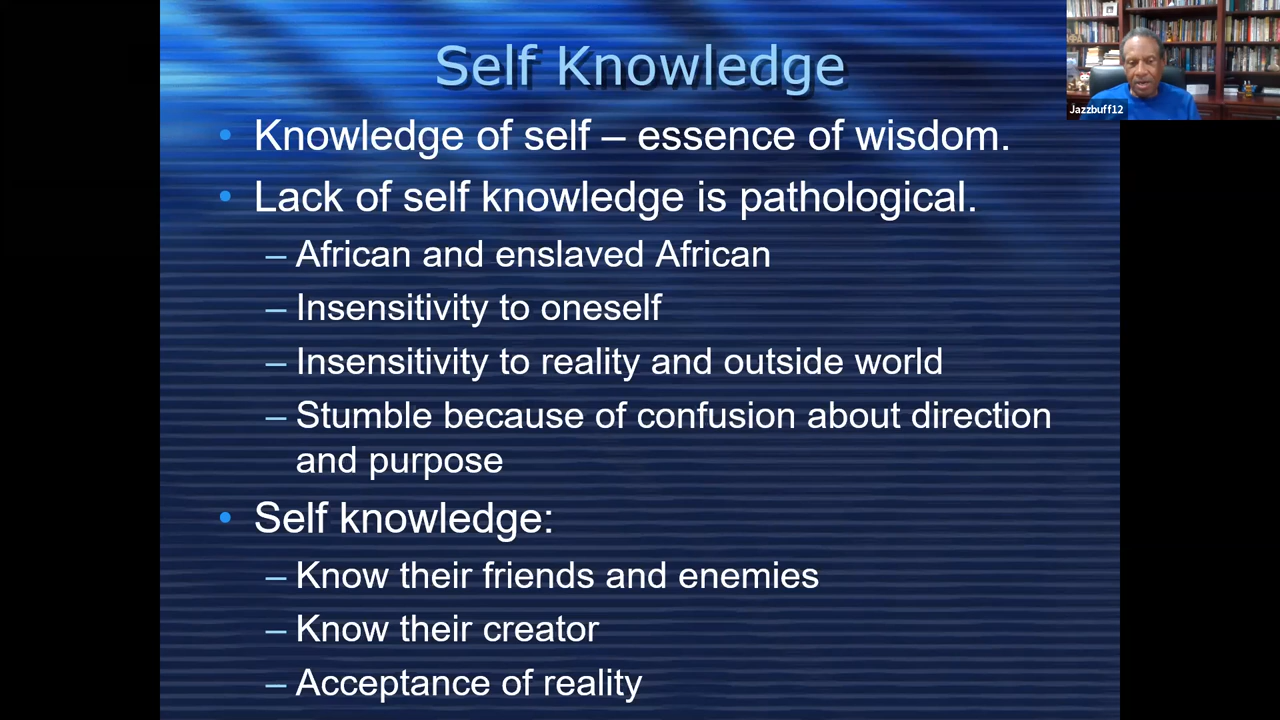 Self Knowledge
• Knowledge of self – essence of wisdom.
• Lack of self knowledge is pathological.
– African and enslaved African
– Insensitivity to oneself
– Insensitivity to reality and outside world
– Stumble because of confusion about direction
and purpose
• Self knowledge:
– Know their friends and enemies
– Know their creator
– Acceptance of reality
Jazzbuff12